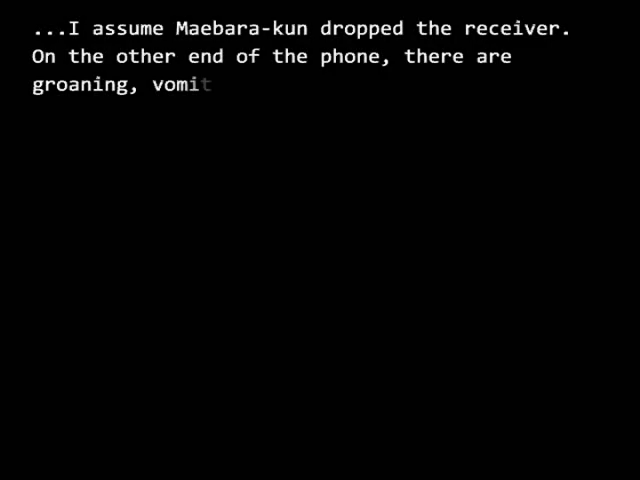 ...I assume Maebara-kun dropped the receiver.
On the other end of the phone, there are
groaning, vomit